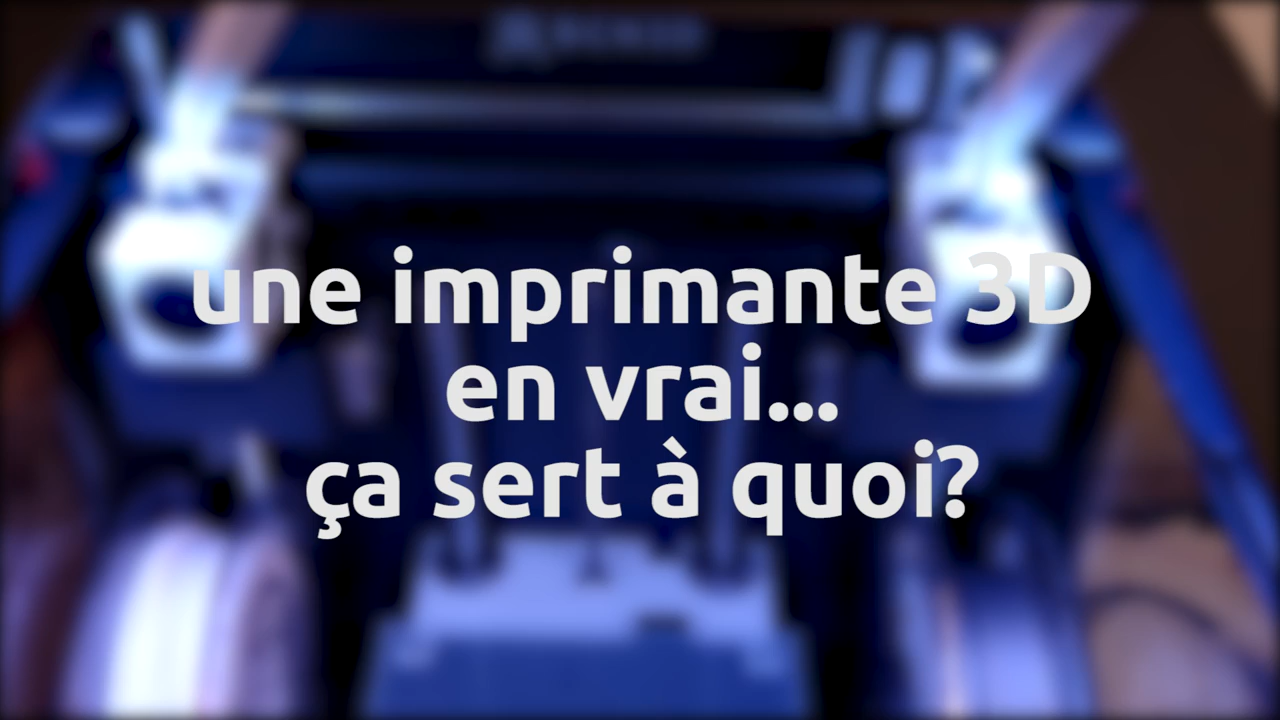 une imprimante 3D
en vrai...
ça sert à quoi?